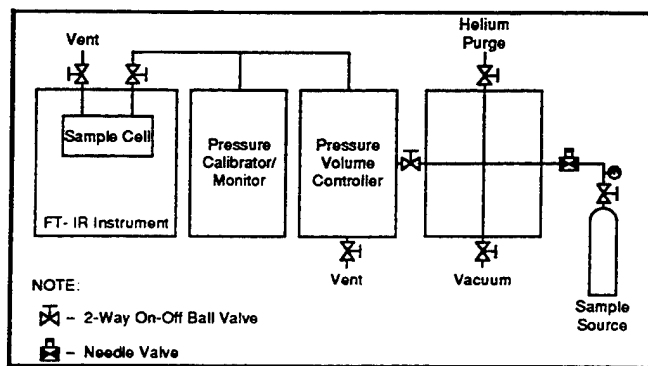 Vent
Helium
Purge
Sample Cell
Pressure
Calibrator/
Monitor
Pressure
Volume
Controller
FT-IR Instrument
Vent
Vacuum
Sample
Source
NOTE:
– 2-Way On-Off Ball Valve
– Needle Valve